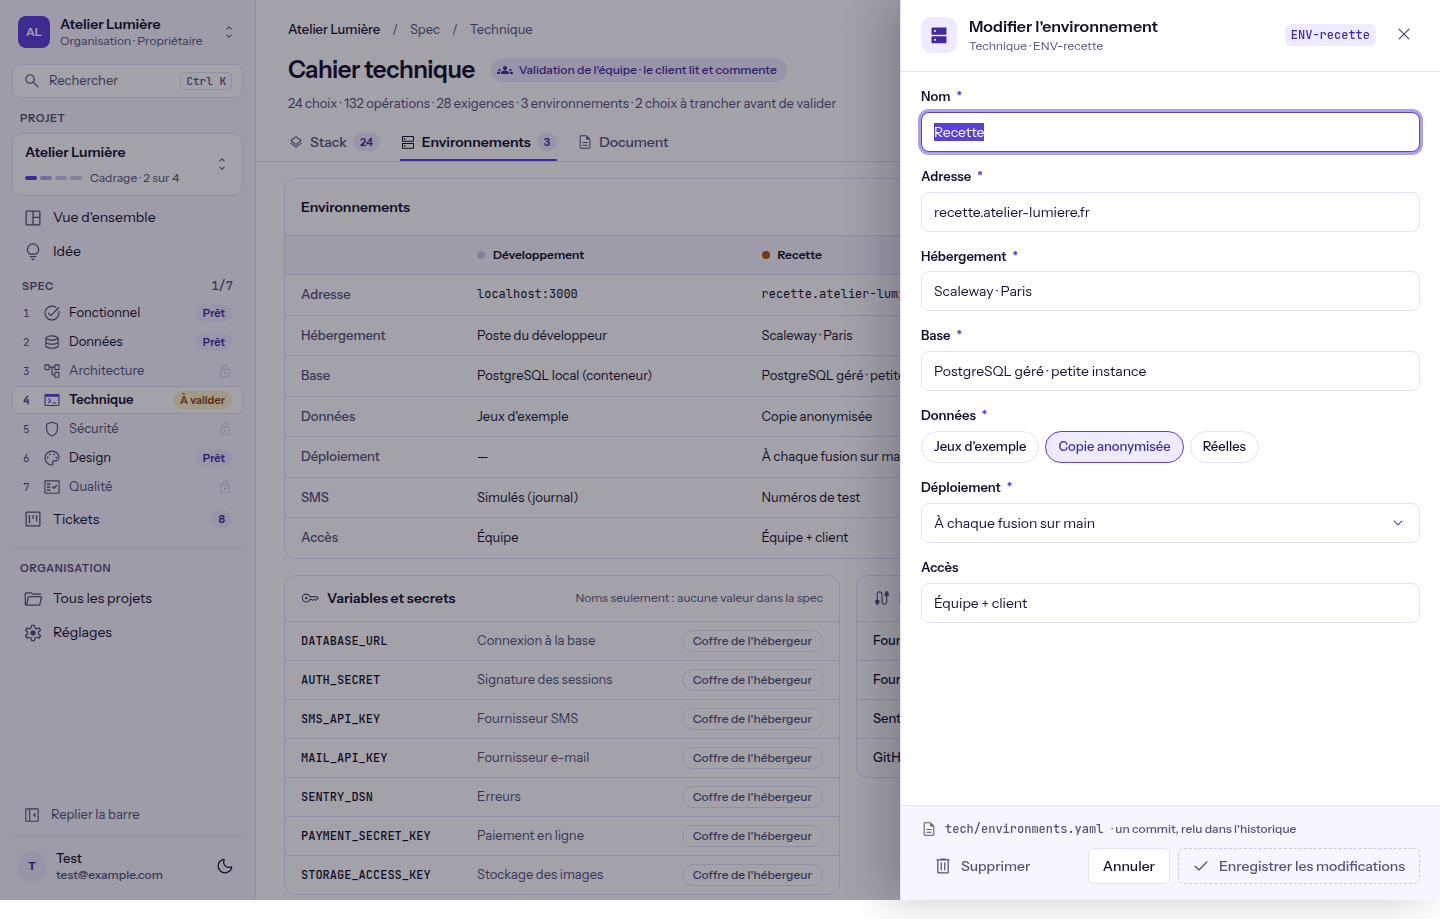 AL
Atelier Lumière
Organisation · Propriétaire
Rechercher
Ctrl K
PROJET
Atelier Lumière
Cadrage · 2 sur 4
Vue d'ensemble
Idée
SPEC 1/7
1 Fonctionnel Prêt
2 Données Prêt
3 Architecture
4 Technique À valider
5 Sécurité
6 Design Prêt
7 Qualité
Tickets 8
ORGANISATION
Tous les projets
Réglages
Replier la barre
T
Test
test@example.com
Atelier Lumière / Spec / Technique
Cahier technique
Validation de l'équipe · le client lit et commente
24 choix · 132 opérations · 28 exigences · 3 environnements · 2 choix à trancher avant de valider
Stack 24
Environnements 3
Document
Environnements
Développement Recette
Adresse localhost:3000
Hébergement Poste du développeur Scaleway · Paris
Base PostgreSQL local (conteneur) PostgreSQL géré ·
Données Jeux d'exemple Copie anonymisée
Déploiement — À chaque fusion sur
SMS Simulés (journal) Numéros de test
Accès Équipe Équipe + client
Variables et secrets
Noms seulement : aucune valeur dans la spec
DATABASE_URL Connexion à la base Coffre de l'hébergeur
AUTH_SECRET Signature des sessions Coffre de l'hébergeur
SMS_API_KEY Fournisseur SMS Coffre de l'hébergeur
MAIL_API_KEY Fournisseur e-mail Coffre de l'hébergeur
SENTRY_DSN Erreurs Coffre de l'hébergeur
PAYMENT_SECRET_KEY Paiement en ligne Coffre de l'hébergeur
STORAGE_ACCESS_KEY Stockage des images Coffre de l'hébergeur
Four
Four
Sent
GitH
Modifier l'environnement
Technique · ENV-recette
ENV-recette
Nom *
Recette
Adresse *
recette.atelier-lumiere.fr
Hébergement *
Scaleway · Paris
Base *
PostgreSQL géré · petite instance
Données *
Jeux d'exemple
Copie anonymisée
Réelles
Déploiement *
À chaque fusion sur main
Accès
Équipe + client
tech/environments.yaml · un commit, relu dans l'historique
Supprimer
Annuler
Enregistrer les modifications